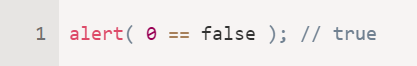 1 alert( 0 == false ); // true